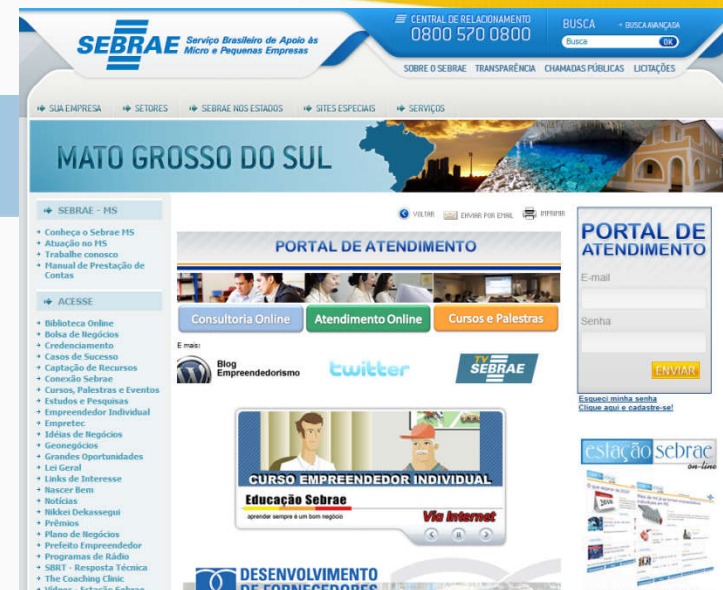 SEBRAE
Serviço Brasileiro de Apoio às
Micro e Pequenas Empresas
CENTRAL DE RELACIONAMENTO
0800 570 0800
BUSCA
BUSCA AVANÇADA
Busca
OK
SOBRE O SEBRAE TRANSPARÊNCIA CHAMADAS PÚBLICAS LICITAÇÕES
SUA EMPRESA SETORES SEBRAE NOS ESTADOS SITES ESPECIAIS SERVIÇOS
MATO GROSSO DO SUL
SEBRAE - MS
Conheça o Sebrae MS
Atuação no MS
Trabalhe conosco
Manual de Prestação de
Contas
ACESSE
Biblioteca Online
Bolsa de Negócios
Credenciamento
Casos de Sucesso
Captação de Recursos
Conexão Sebrae
Cursos, Palestras e Eventos
Estudos e Pesquisas
Empreendedor Individual
Empretec
Idéias de Negócios
Geonegócios
Grandes Oportunidades
Lei Geral
Links de Interesse
Nascer Bem
Notícias
Nikkei Dekassegui
Prêmios
Plano de Negócios
Prefeito Empreendedor
Programas de Rádio
SBRT - Resposta Técnica
The Coaching Clinic
Vídeos - Estação Sebrae
VOLTAR ENVIAR POR EMAIL IMPRIMIR
PORTAL DE ATENDIMENTO
Consultoria Online
Atendimento Online
Cursos e Palestras
E mais:
Blog
Empreendedorismo
twitter
TV
SEBRAE
CURSO EMPREENDEDOR INDIVIDUAL
Educação Sebrae
aprender sempre é um bom negócio
Via Internet
DESENVOLVIMENTO
DE FORNECEDORES
PORTAL DE
ATENDIMENTO
E-mail
Senha
ENVIAR
Esqueci minha senha
Clique aqui e cadastre-se!
estação sebrae
on-line